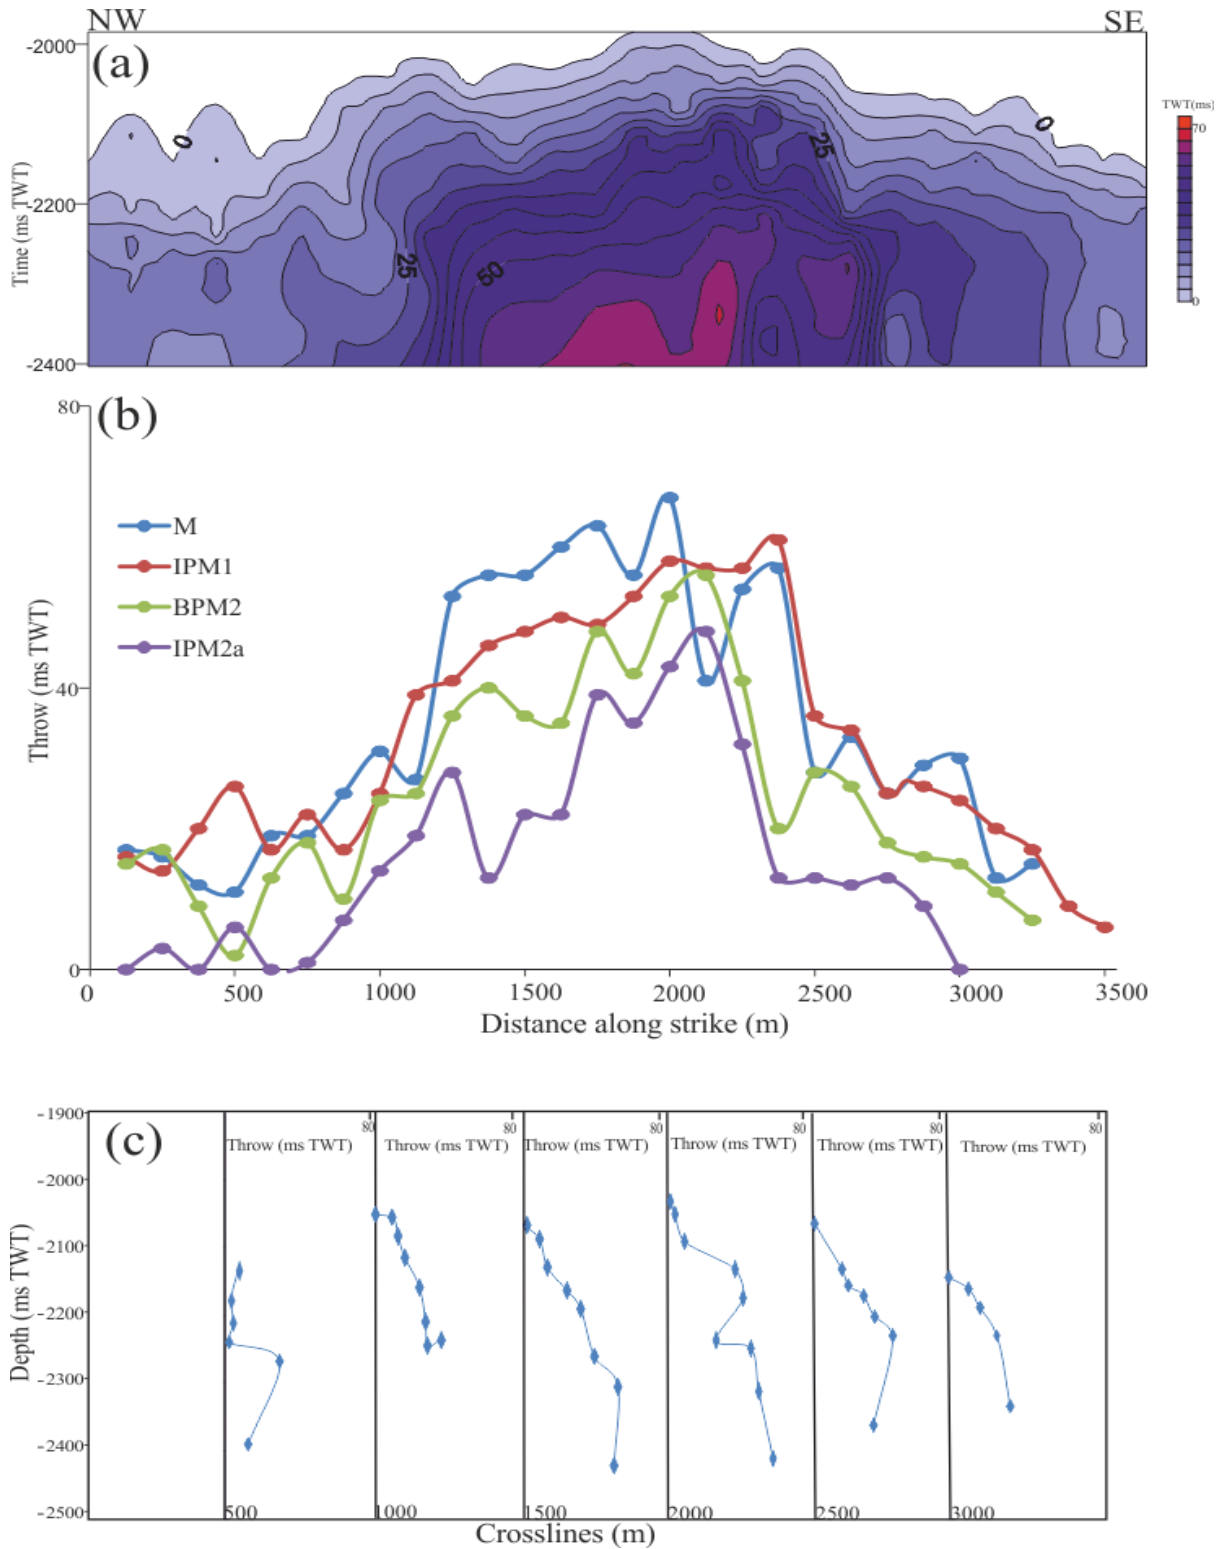 NW SE
-2000
(a)
TWT(ms)
70
0
0
25
-2200
Time (ms TWT)
25
50
0
-2400
80
(b)
M
IPM1
BPM2
IPM2a
Throw (ms TWT)
40
0
0 500 1000 1500 2000 2500 3000 3500
Distance along strike (m)
-1900
(c)
80 80 80 80 80 80
Throw (ms TWT) Throw (ms TWT) Throw (ms TWT) Throw (ms TWT) Throw (ms TWT) Throw (ms TWT)
-2000
-2100
Depth (ms TWT)
-2200
-2300
-2400
-2500
500 1000 1500 2000 2500 3000
Crosslines (m)